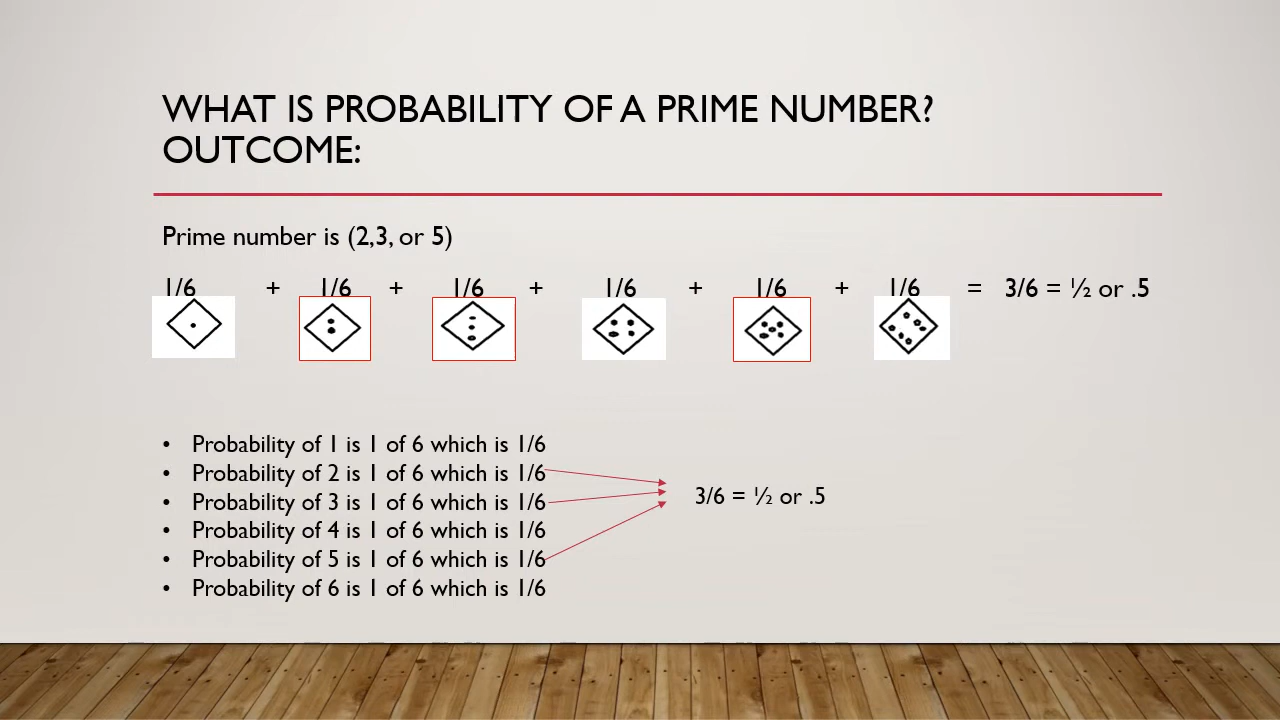 WHAT IS PROBABILITY OF A PRIME NUMBER?
OUTCOME:
Prime number is (2,3, or 5)
1/6 + 1/6 + 1/6 + 1/6 + 1/6 + 1/6 = 3/6 = ½ or .5
• Probability of 1 is 1 of 6 which is 1/6
• Probability of 2 is 1 of 6 which is 1/6
• Probability of 3 is 1 of 6 which is 1/6
3/6 = ½ or .5
• Probability of 4 is 1 of 6 which is 1/6
• Probability of 5 is 1 of 6 which is 1/6
• Probability of 6 is 1 of 6 which is 1/6